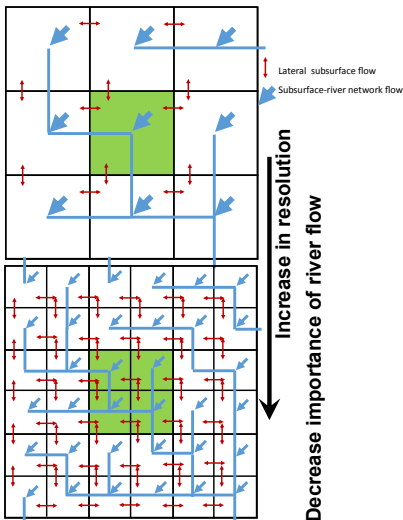 Lateral subsurface flow
Subsurface-river network flow
Increase in resolution
Decrease importance of river flow